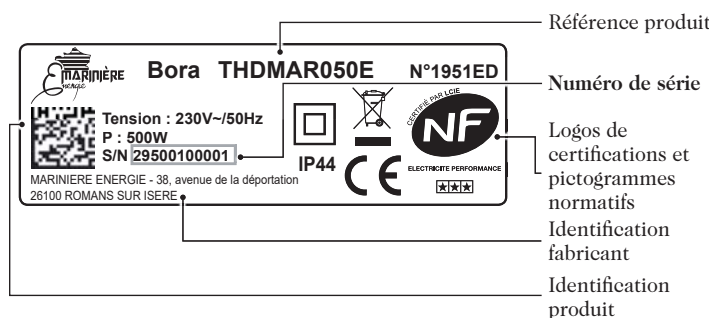 Référence produit
MARINIÈRE
Energie
Bora THDMAR050E N°1951ED
Numéro de série
CERTIFIÉ PAR LCIE
NF
Tension : 230V~/50Hz
P : 500W
S/N 29500100001
IP44
CE
ELECTRICITE PERFORMANCE
Logos de
certifications et
pictogrammes
normatifs
MARINIERE ENERGIE - 38, avenue de la déportation
26100 ROMANS SUR ISERE
Identification
fabricant
Identification
produit